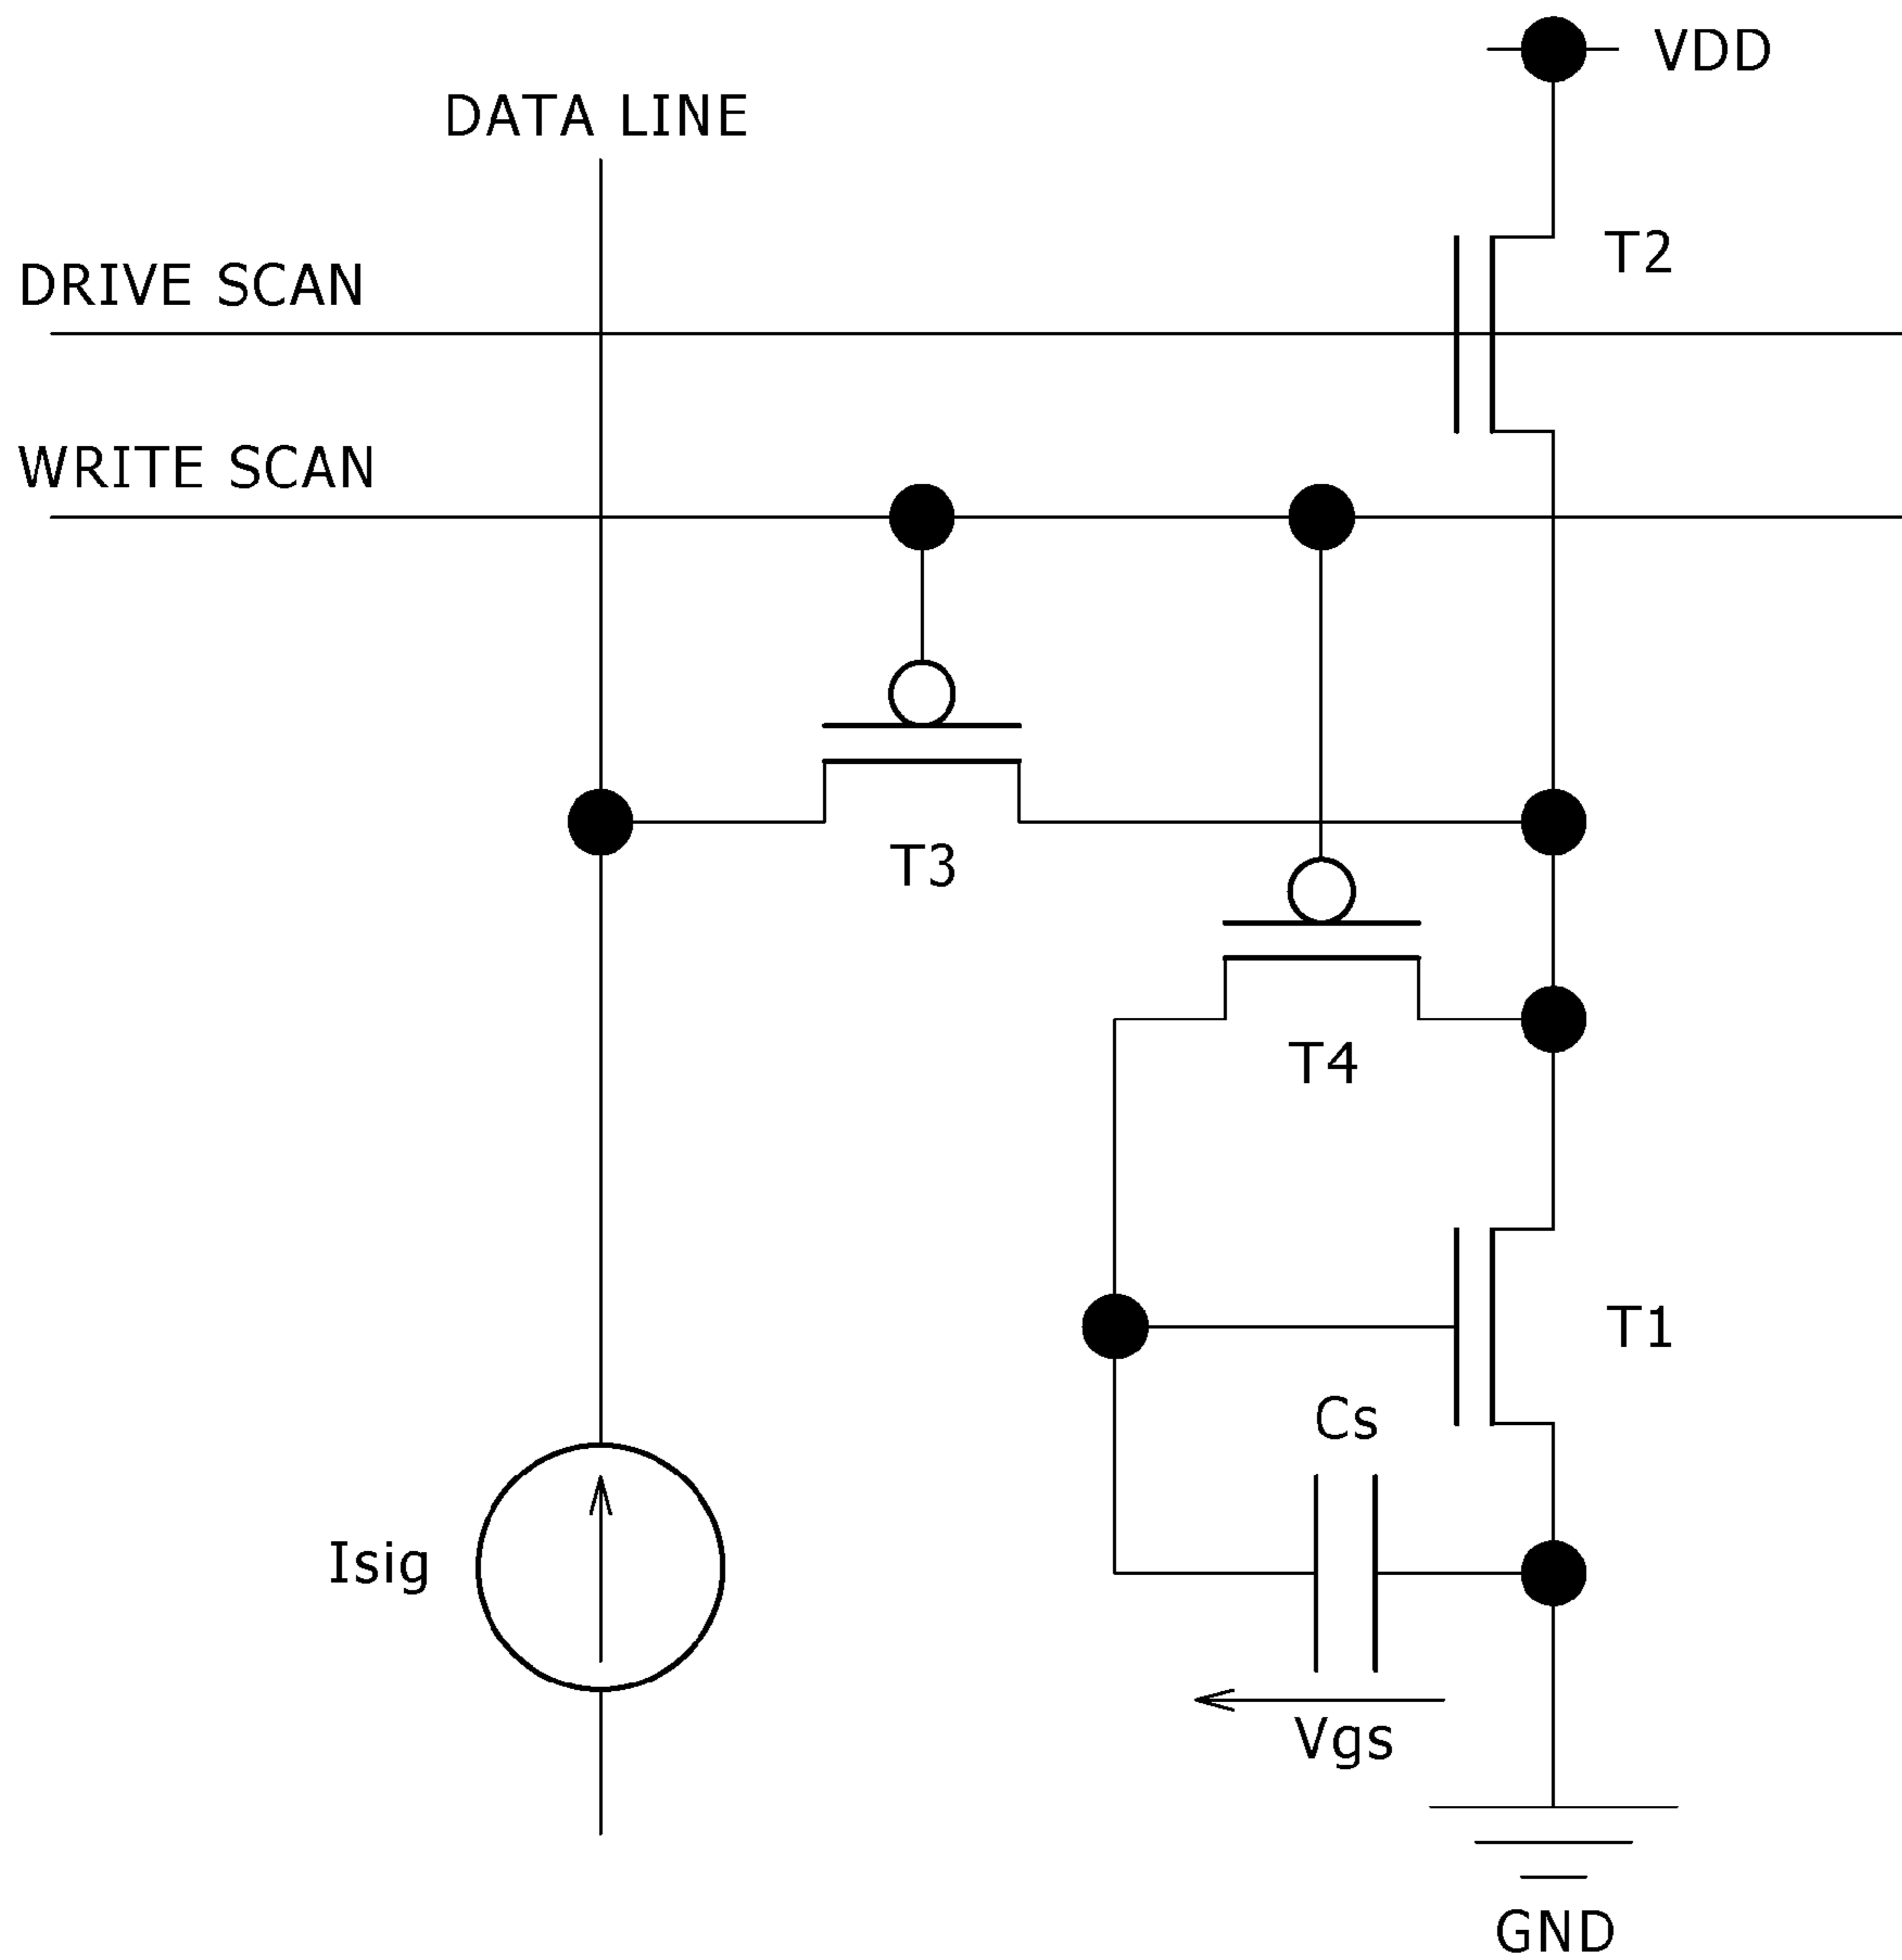 VDD
DATA LINE
T2
DRIVE SCAN
WRITE SCAN
T3
T4
T1
Cs
Isig
Vgs
GND